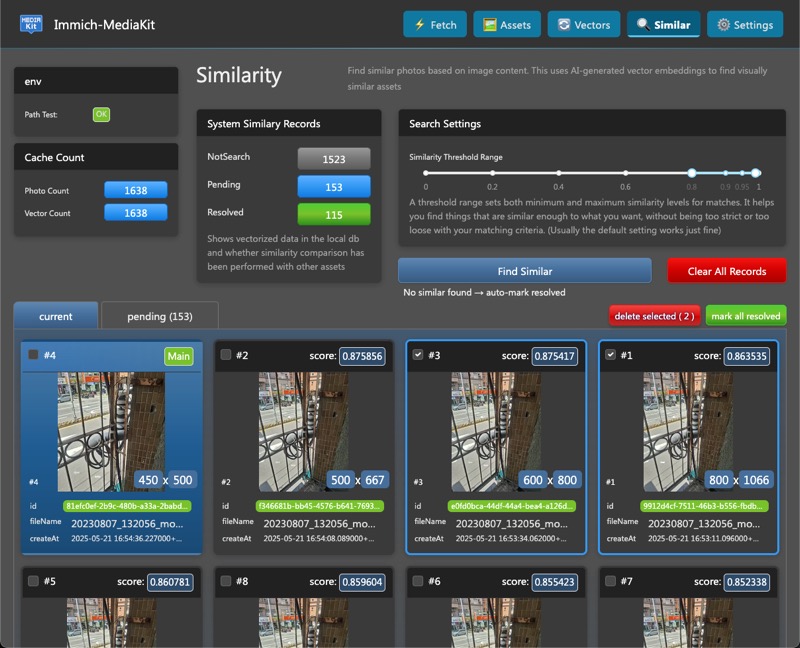 MEDIA
Kit
Immich-MediaKit
Fetch
Assets
Vectors
Similar
Settings
env
Path Test:
OK
Cache Count
Photo Count
1638
Vector Count
1638
Similarity
Find similar photos based on image content. This uses AI-generated vector embeddings to find visually
similar assets
System Similary Records
NotSearch
1523
Pending
153
Resolved
115
Shows vectorized data in the local db
and whether similarity comparison has
been performed with other assets
Search Settings
Similarity Threshold Range
0 0.2 0.4 0.6 0.8 0.9 0.95 1
A threshold range sets both minimum and maximum similarity levels for matches. It helps
you find things that are similar enough to what you want, without being too strict or too
loose with your matching criteria. (Usually the default setting works just fine)
Find Similar
Clear All Records
No similar found → auto-mark resolved
current
pending (153)
delete selected ( 2 )
mark all resolved
#4
Main
#4
450 x 500
id
81efc0ef-2b9c-480b-a33a-2babd...
fileName
20230807_132056_mo...
createAt
2025-05-21 16:54:36.227000+...
#2
score: 0.875856
#2
500 x 667
id
f346681b-bb45-4576-b641-7693...
fileName
20230807_132056_mo...
createAt
2025-05-21 16:54:08.089000+...
#3
score: 0.875417
#3
600 x 800
id
e0fd0bca-44df-44a4-bea4-a126d...
fileName
20230807_132056_mo...
createAt
2025-05-21 16:53:34.062000+...
#1
score: 0.863535
#1
800 x 1066
id
9912d4cf-7511-46b3-b556-fbdb...
fileName
20230807_132056_mo...
createAt
2025-05-21 16:53:11.096000+...
#5
score: 0.860781
#8
score: 0.859604
#6
score: 0.855423
#7
score: 0.852338